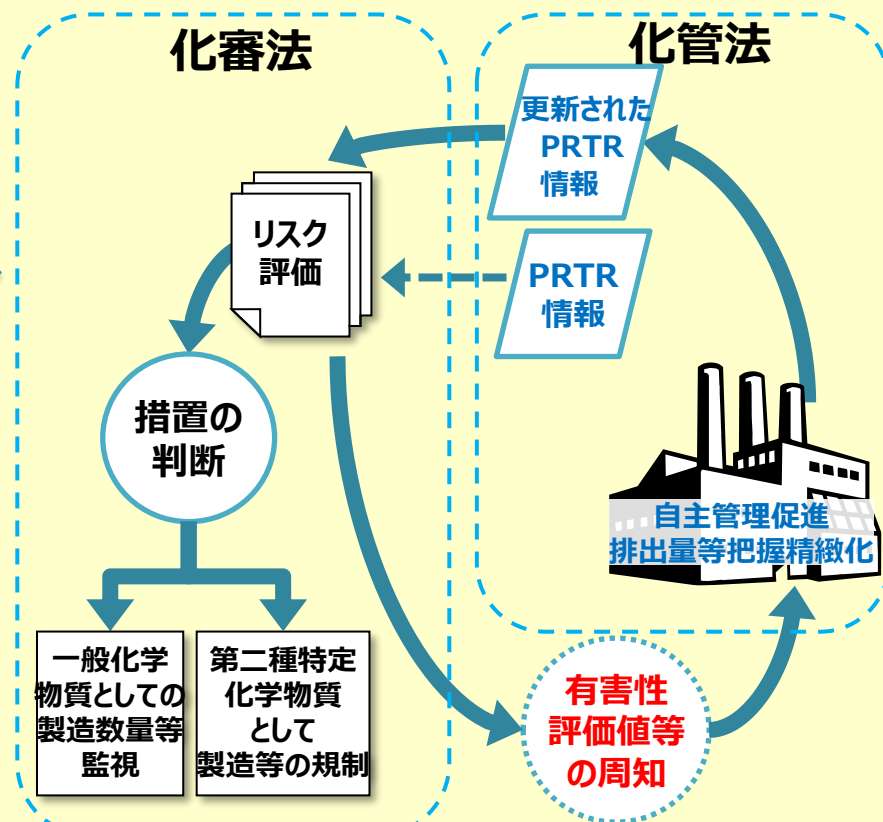 化審法
化管法
更新された
PRTR
情報
リスク
評価
PRTR
情報
措置の
判断
自主管理促進
排出量等把握精緻化
一般化学
物質としての
製造数量等
監視
第二種特定
化学物質
として
製造等の規制
有害性
評価値等
の周知